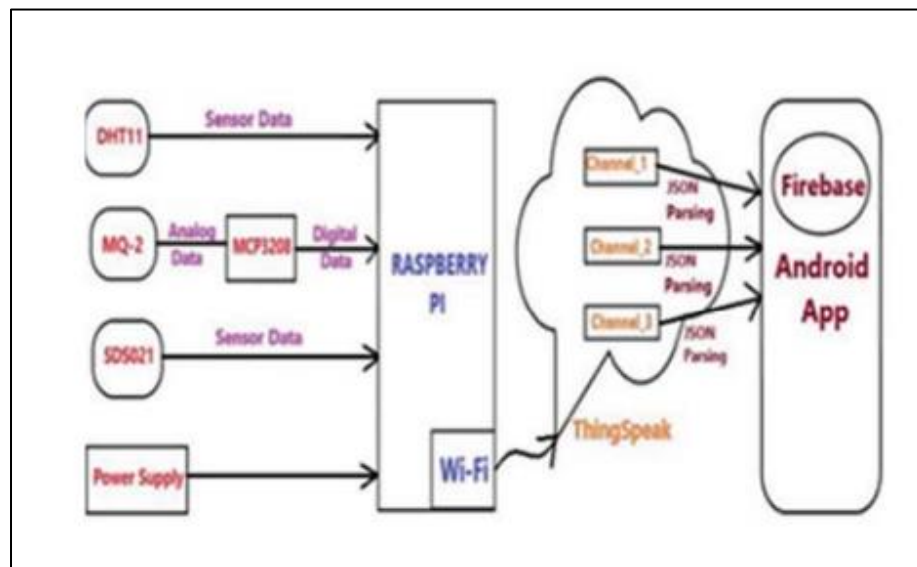 DHT11
Sensor Data
MQ-2
Analog
Data
MCP3208
Digital
Data
SDS021
Sensor Data
Power Supply
RASPBERRY
PI
Wi-Fi
Channel_1
JSON
Parsing
Channel_2
JSON
Parsing
Channel_3
JSON
Parsing
ThingSpeak
Firebase
Android
App